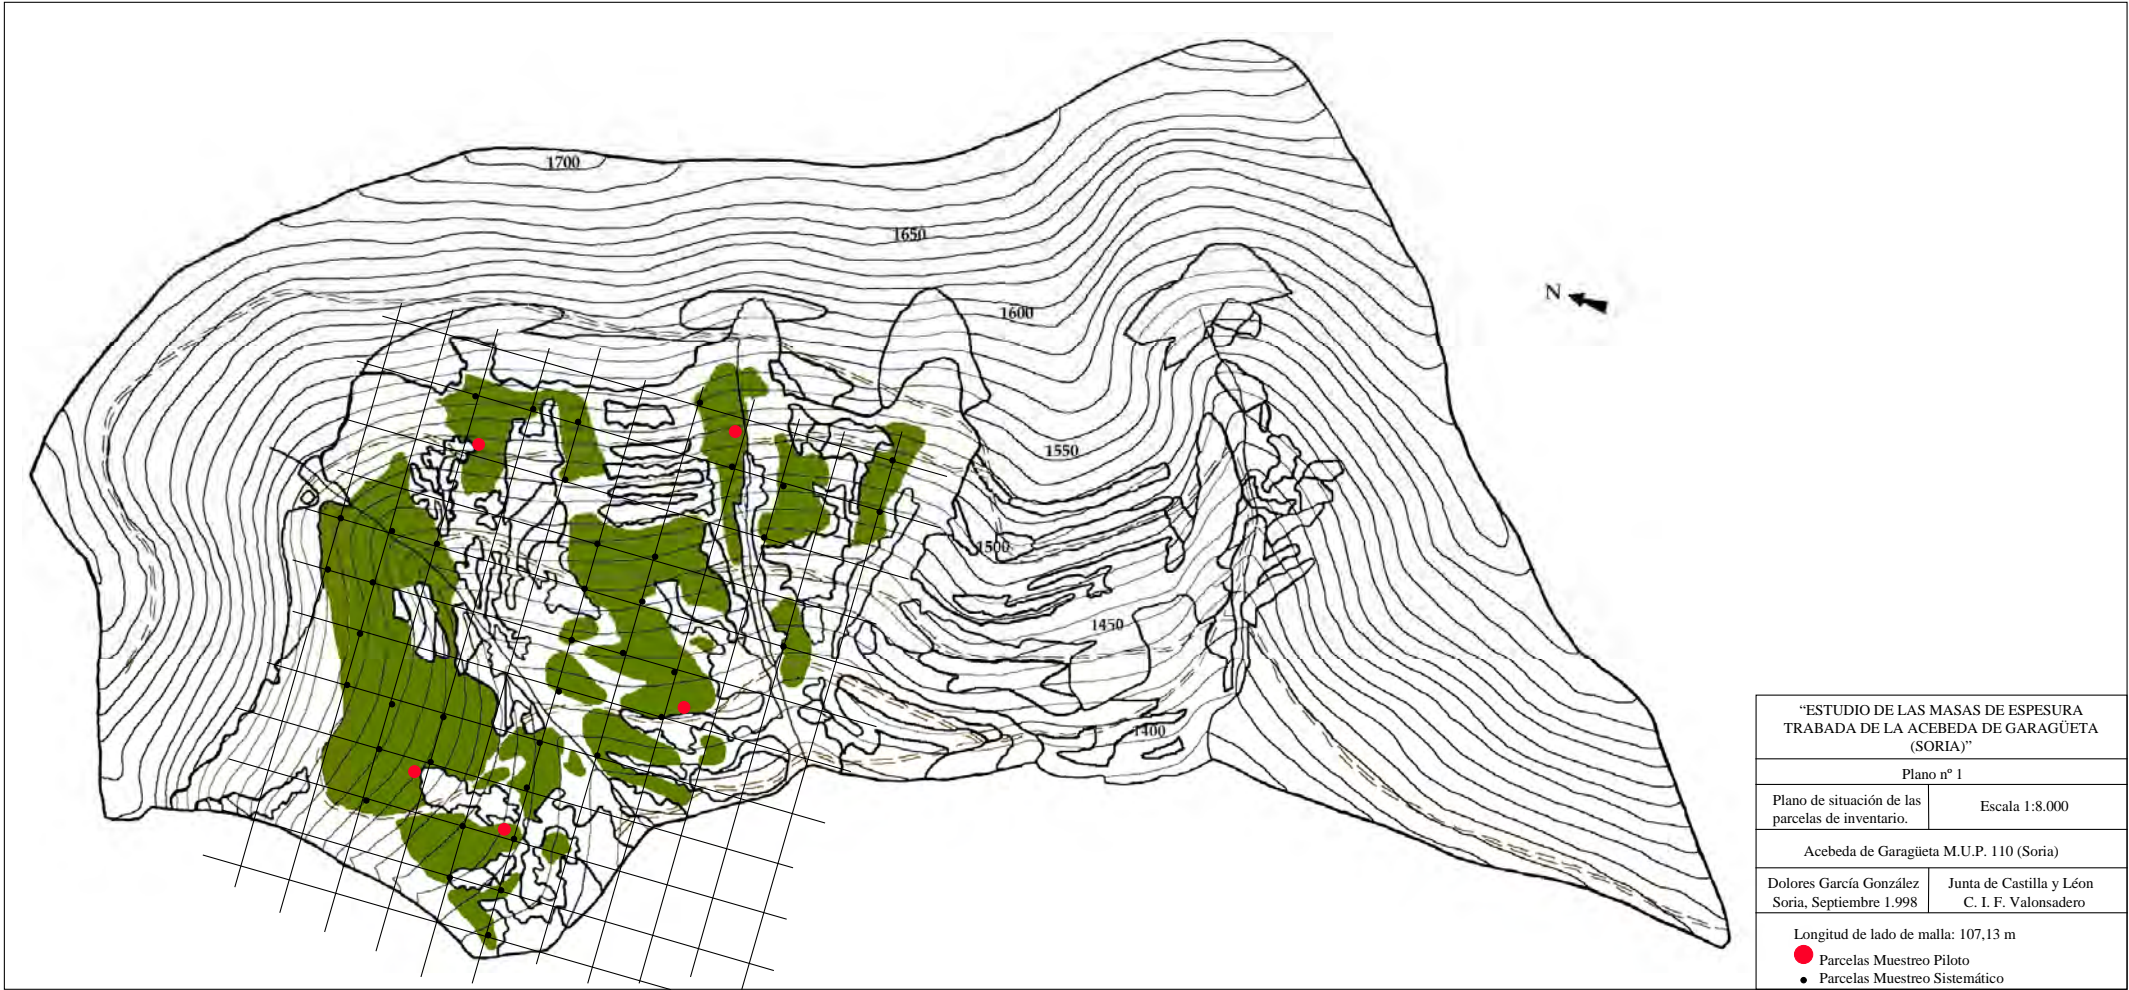 1700
1650
N
1600
1550
1500
1450
1400
“ESTUDIO DE LAS MASAS DE ESPESURA
TRABADA DE LA ACEBEDA DE GARAGÜETA
(SORIA)”
Plano nº 1
Plano de situación de las
parcelas de inventario.
Escala 1:8.000
Acebeda de Garagüeta M.U.P. 110 (Soria)
Dolores García González
Soria, Septiembre 1.998
Junta de Castilla y Léon
C. I. F. Valonsadero
Longitud de lado de malla: 107,13 m
Parcelas Muestreo Piloto
Parcelas Muestreo Sistemático